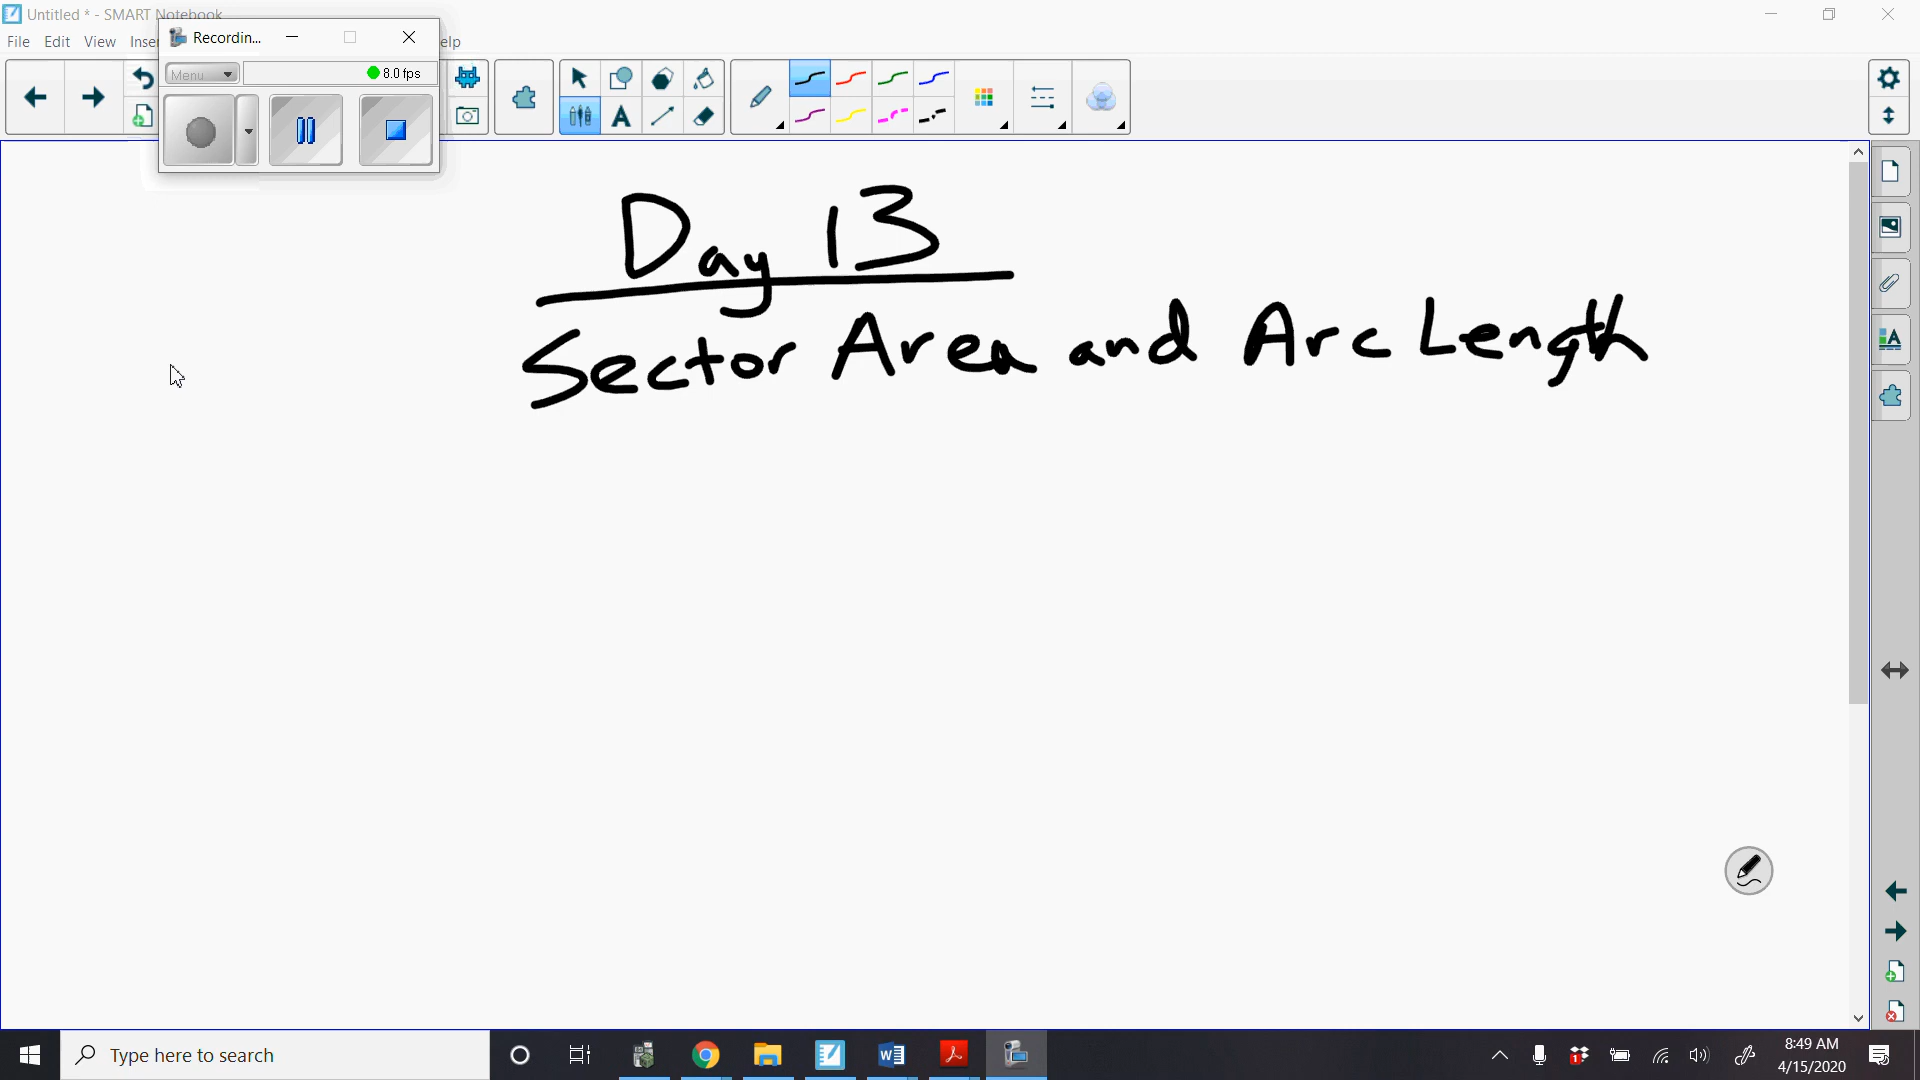 Untitled * - SMART Notebook
File Edit View Inser elp
Recordin...
Menu 8.0 fps
Day 13
Sector Area and Arc Length
Type here to search
8:49 AM
4/15/2020